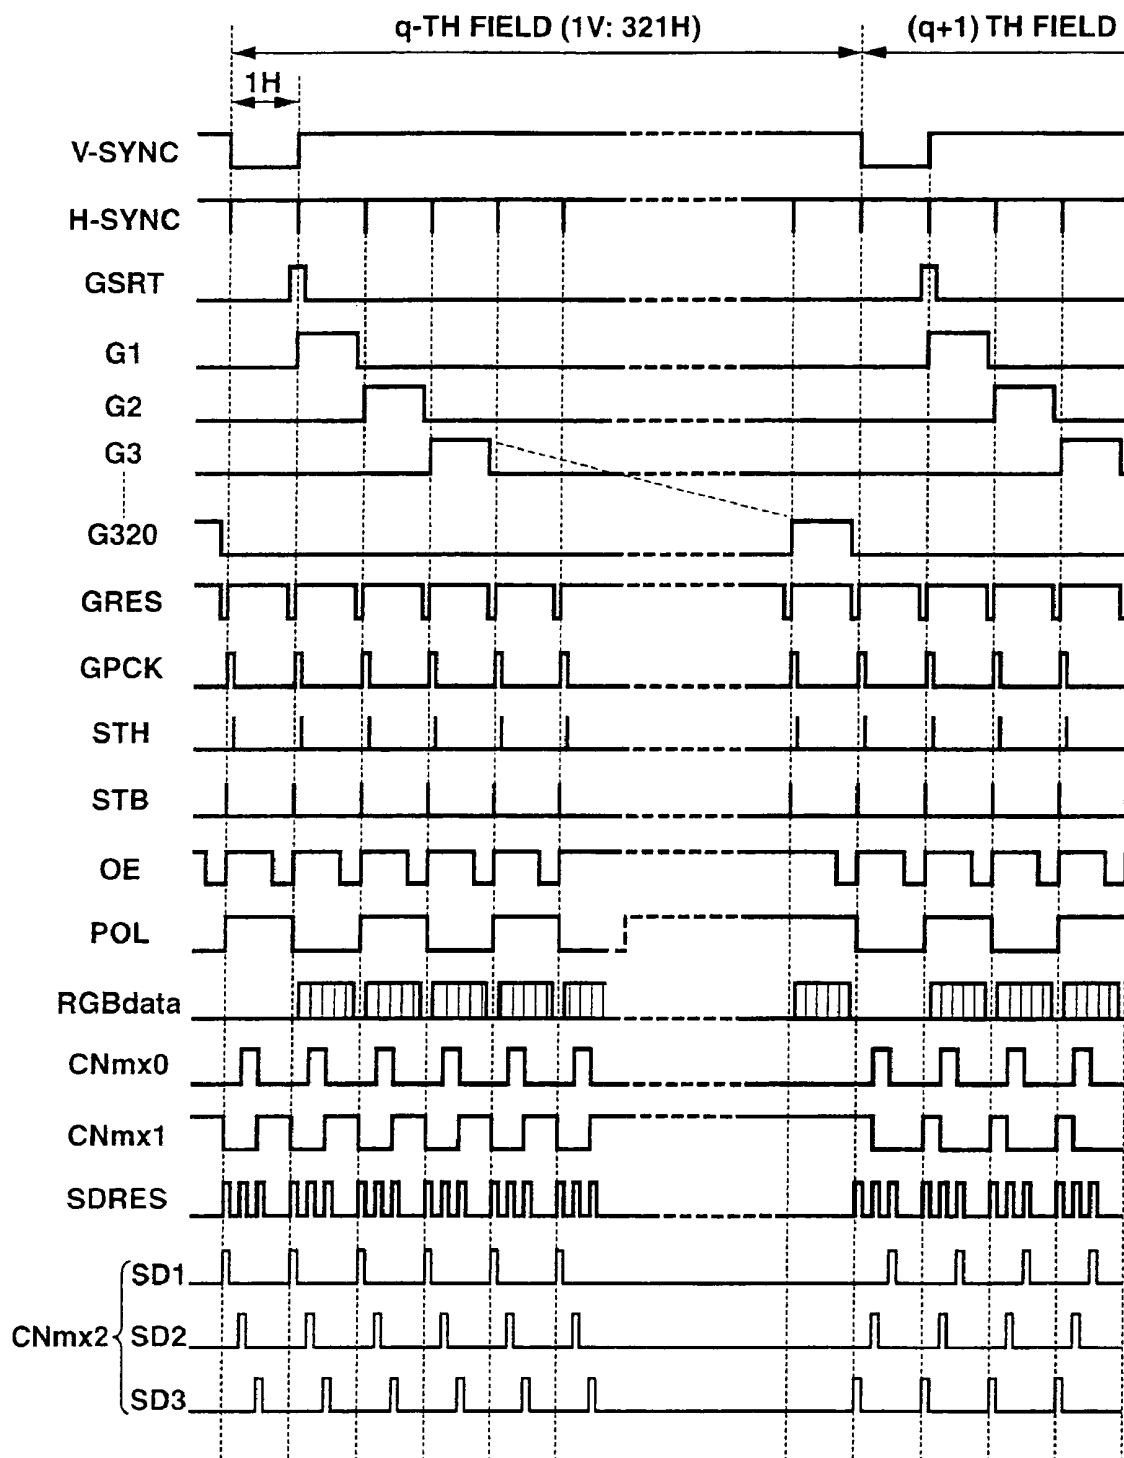 q-TH FIELD (1V: 321H) (q+1) TH FIELD
1H
V-SYNC
H-SYNC
GSRT
G1
G2
G3
G320
GRES
GPCK
STH
STB
OE
POL
RGBdata
CNmx0
CNmx1
SDRES
SD1
CNmx2 SD2
SD3